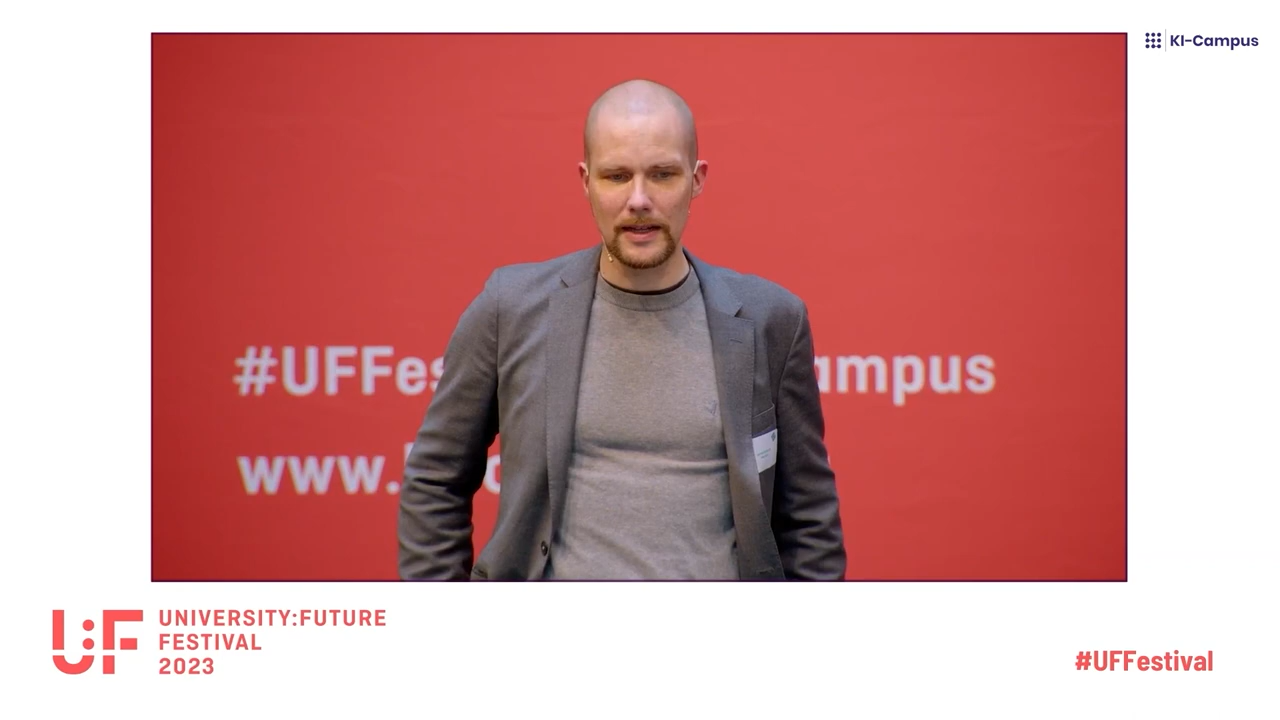 KI-Campus
#UFFes ampus
www.
UNIVERSITY:FUTURE
FESTIVAL
2023
#UFFestival